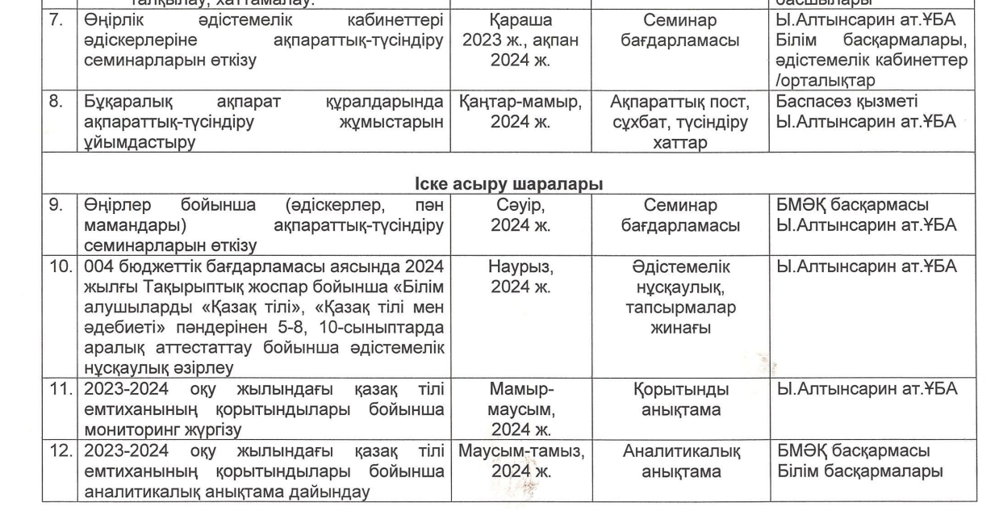 талқылау, хаттамалау.
басшылары
7. Өңірлік әдістемелік кабинеттері
әдіскерлеріне ақпараттық-түсіндіру
семинарларын өткізу
Қараша
2023 ж., ақпан
2024 ж.
Семинар
бағдарламасы
Ы.Алтынсарин ат.ҰБА
Білім басқармалары,
әдістемелік кабинеттер
/орталықтар
8. Бұқаралық ақпарат құралдарында
ақпараттық-түсіндіру жұмыстарын
ұйымдастыру
Қаңтар-мамыр,
2024 ж.
Ақпараттық пост,
сұхбат, түсіндіру
хаттар
Баспасөз қызметі
Ы.Алтынсарин ат.ҰБА
Іске асыру шаралары
9. Өңірлер бойынша (әдіскерлер, пән
мамандары) ақпараттық-түсіндіру
семинарларын өткізу
Сәуір,
2024 ж.
Семинар
бағдарламасы
БМӘҚ басқармасы
Ы.Алтынсарин ат.ҰБА
10. 004 бюджеттік бағдарламасы аясында 2024
жылғы Тақырыптық жоспар бойынша «Білім
алушыларды «Қазақ тілі», «Қазақ тілі мен
әдебиеті» пәндерінен 5-8, 10-сыныптарда
аралық аттестаттау бойынша әдістемелік
нұсқаулық әзірлеу
Наурыз,
2024 ж.
Әдістемелік
нұсқаулық,
тапсырмалар
жинағы
Ы.Алтынсарин ат.ҰБА
11. 2023-2024 оқу жылындағы қазақ тілі
емтиханының қорытындылары бойынша
мониторинг жүргізу
Мамыр-
маусым,
2024 ж.
Қорытынды
анықтама
Ы.Алтынсарин ат.ҰБА
12. 2023-2024 оқу жылындағы қазақ тілі
емтиханының қорытындылары бойынша
аналитикалық анықтама дайындау
Маусым-тамыз,
2024 ж.
Аналитикалық
анықтама
БМӘҚ басқармасы
Білім басқармалары